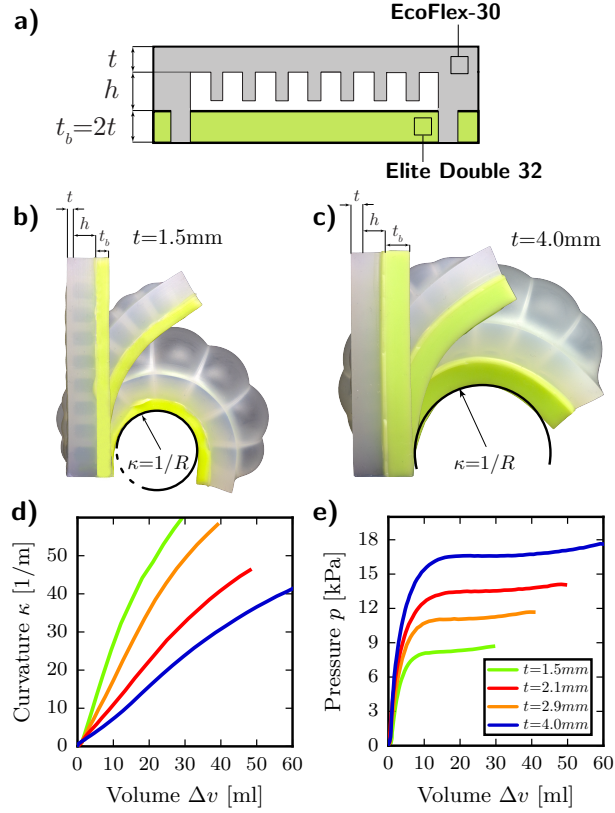 a)
EcoFlex-30
t
h
t_b=2t
Elite Double 32
b)
t
h
t_b
t=1.5mm
κ=1/R
c)
t
h
t_b
t=4.0mm
κ=1/R
d)
Curvature κ [1/m]
50
40
30
20
10
0
0 10 20 30 40 50 60
Volume Δv [ml]
e)
Pressure p [kPa]
18
15
12
9
6
3
0
0 10 20 30 40 50 60
Volume Δv [ml]
t=1.5mm
t=2.1mm
t=2.9mm
t=4.0mm